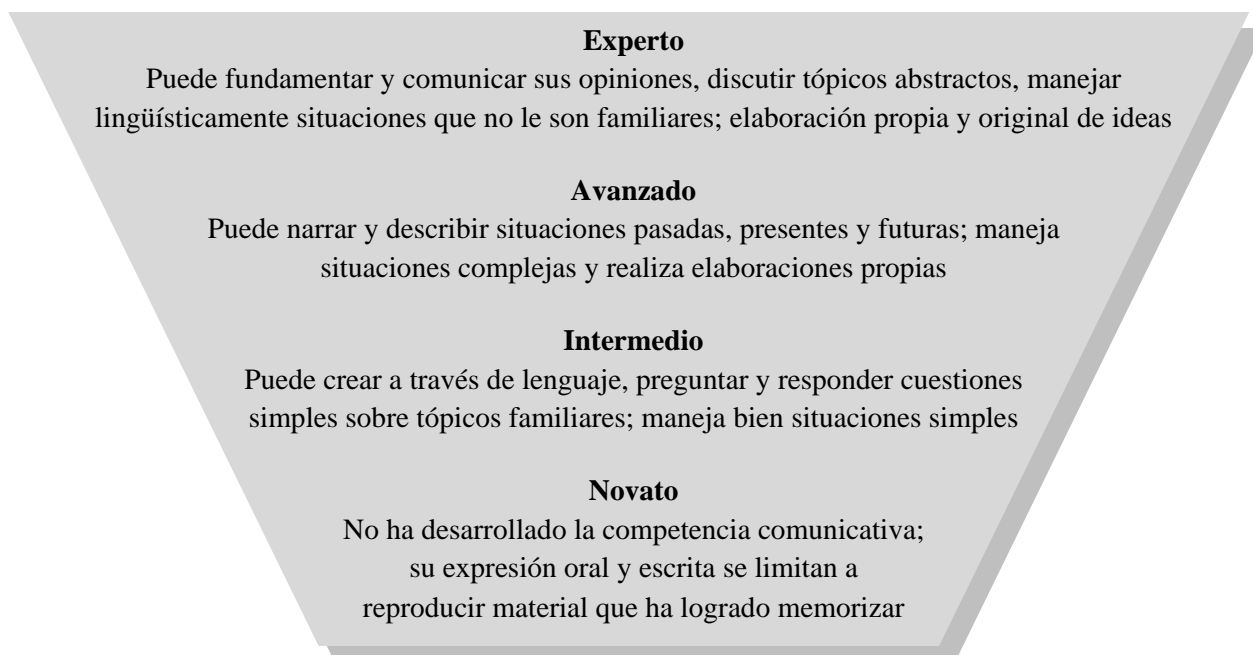 Experto
Puede fundamentar y comunicar sus opiniones, discutir tópicos abstractos, manejar
lingüísticamente situaciones que no le son familiares; elaboración propia y original de ideas
Avanzado
Puede narrar y describir situaciones pasadas, presentes y futuras; maneja
situaciones complejas y realiza elaboraciones propias
Intermedio
Puede crear a través de lenguaje, preguntar y responder cuestiones
simples sobre tópicos familiares; maneja bien situaciones simples
Novato
No ha desarrollado la competencia comunicativa;
su expresión oral y escrita se limitan a
reproducir material que ha logrado memorizar